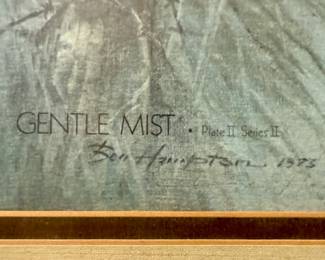 GENTLE MIST • Plate II Series II
Ben Hampton 1973